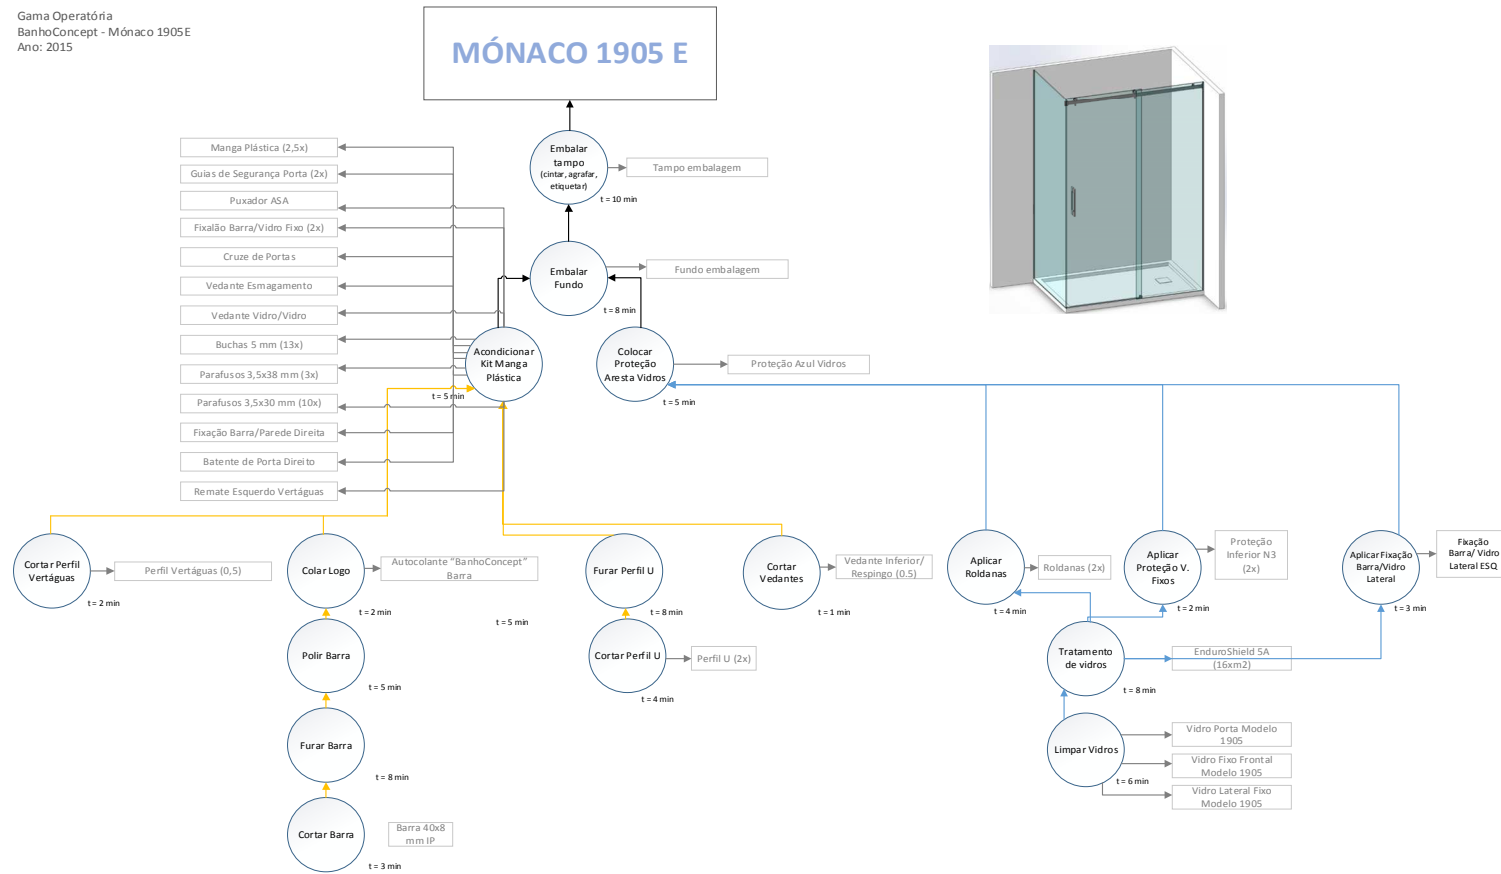 Gama Operatória
BanhoConcept - Mónaco 1905E
Ano: 2015
MÓNACO 1905 E
Embalar
tampo
(cintar, agrafar,
etiquetar)
t = 10 min
Tampo embalagem
Manga Plástica (2,5x)
Guias de Segurança Porta (2x)
Puxador ASA
Fixalão Barra/Vidro Fixo (2x)
Cruze de Portas
Vedante Esmagamento
Vedante Vidro/Vidro
Buchas 5 mm (13x)
Parafusos 3,5x38 mm (3x)
Parafusos 3,5x30 mm (10x)
Fixação Barra/Parede Direita
Batente de Porta Direito
Remate Esquerdo Vertáguas
Embalar
Fundo
t = 8 min
Fundo embalagem
Acondicionar
Kit Manga
Plástica
t = 5 min
Colocar
Proteção
Aresta Vidros
t = 5 min
Proteção Azul Vidros
Cortar Perfil
Vertáguas
t = 2 min
Perfil Vertáguas (0,5)
Colar Logo
t = 2 min
Autocolante “BanhoConcept”
Barra
t = 5 min
Furar Perfil U
t = 8 min
Cortar
Vedantes
t = 1 min
Vedante Inferior/
Respingo (0.5)
Aplicar
Roldanas
t = 4 min
Roldanas (2x)
Aplicar
Proteção V.
Fixos
t = 2 min
Proteção
Inferior N3
(2x)
Aplicar Fixação
Barra/Vidro
Lateral
t = 3 min
Fixação
Barra/ Vidro
Lateral ESQ
Polir Barra
t = 5 min
Cortar Perfil U
t = 4 min
Perfil U (2x)
Tratamento
de vidros
t = 8 min
EnduroShield 5A
(16xm2)
Furar Barra
t = 8 min
Limpar Vidros
t = 6 min
Vidro Porta Modelo
1905
Vidro Fixo Frontal
Modelo 1905
Vidro Lateral Fixo
Modelo 1905
Cortar Barra
t = 3 min
Barra 40x8
mm IP